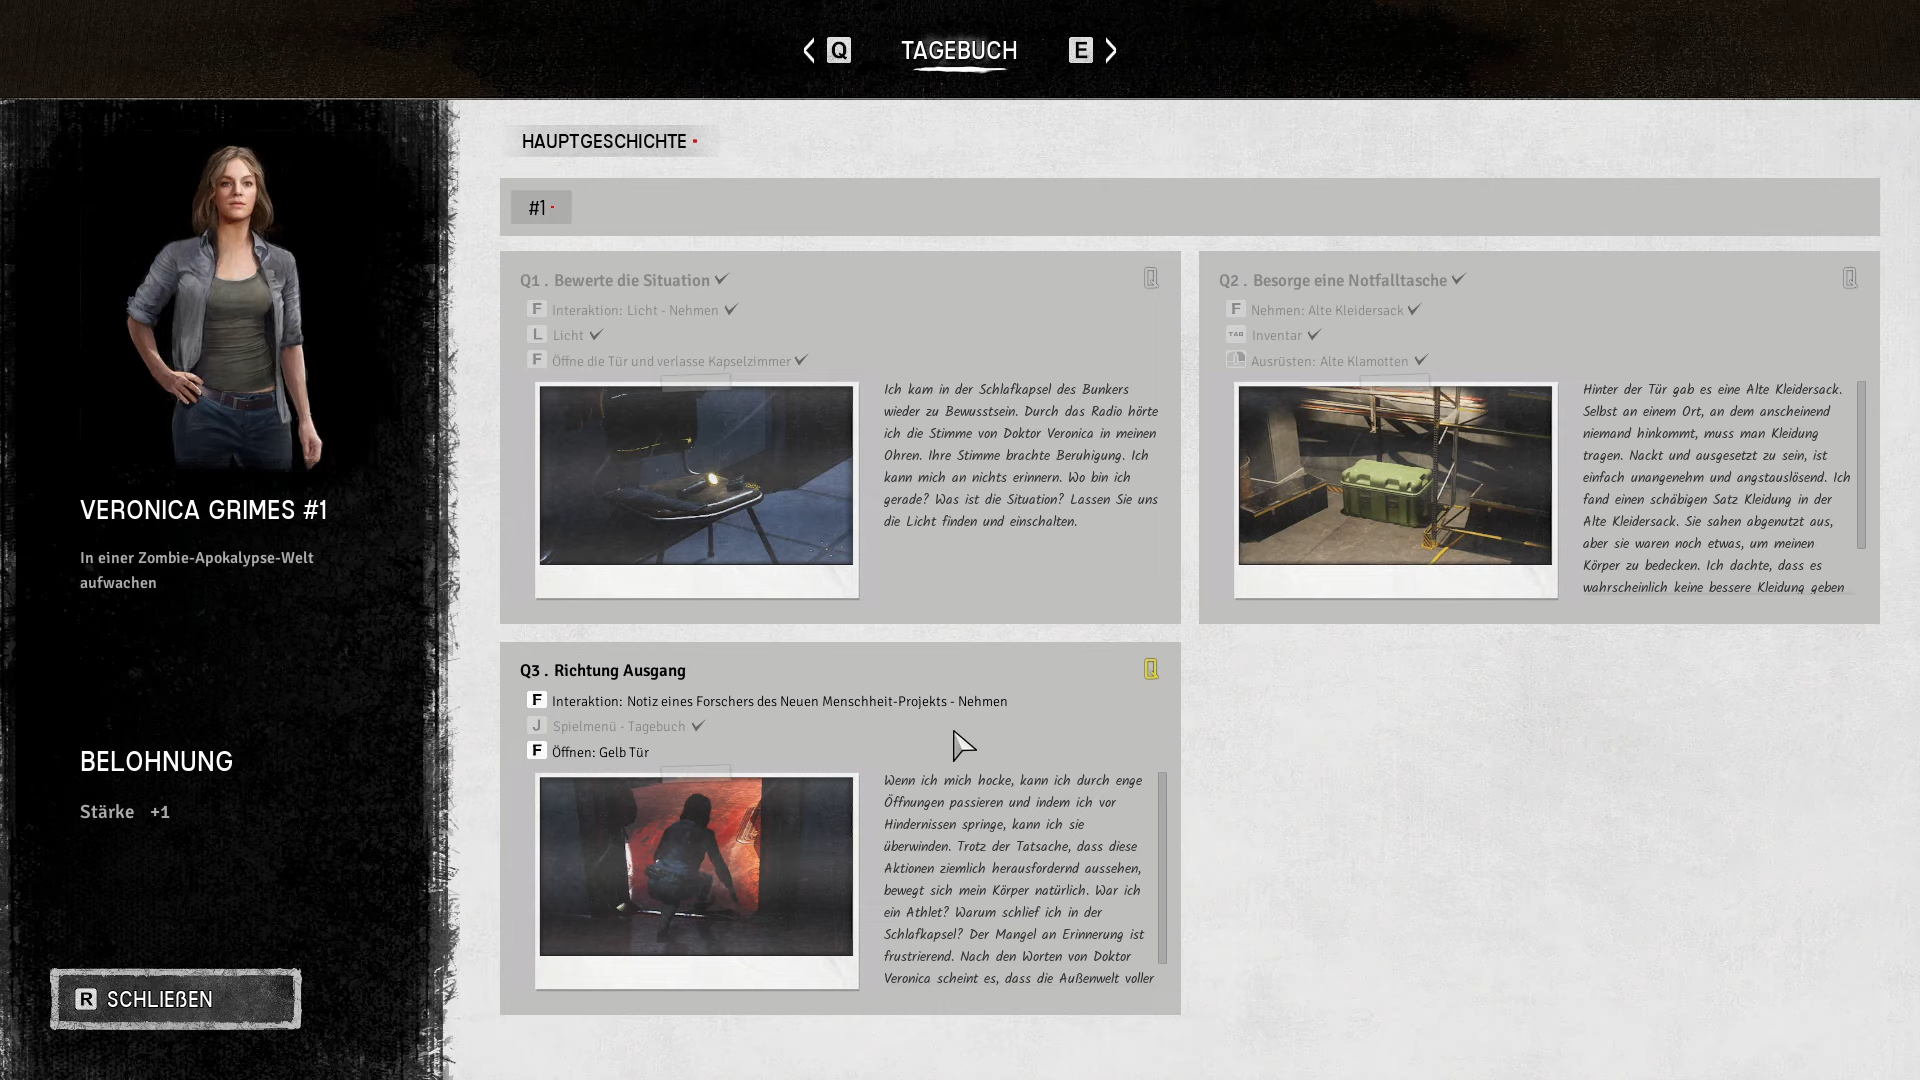 Q TAGEBUCH E
HAUPTGESCHICHTE
#1
Q1 . Bewerte die Situation
F Interaktion: Licht - Nehmen
L Licht
F Öffne die Tür und verlasse Kapselzimmer
Ich kam in der Schlafkapsel des Bunkers
wieder zu Bewusstsein. Durch das Radio hörte
ich die Stimme von Doktor Veronica in meinen
Ohren. Ihre Stimme brachte Beruhigung. Ich
kann mich an nichts erinnern. Wo bin ich
gerade? Was ist die Situation? Lassen Sie uns
die Licht finden und einschalten.
Q2 . Besorge eine Notfalltasche
F Nehmen: Alte Kleidersack
TAB Inventar
Ausrüsten: Alte Klamotten
Hinter der Tür gab es eine Alte Kleidersack.
Selbst an einem Ort, an dem anscheinend
niemand hinkommt, muss man Kleidung
tragen. Nackt und ausgesetzt zu sein, ist
einfach unangenehm und angstauslösend. Ich
fand einen schäbigen Satz Kleidung in der
Alte Kleidersack. Sie sahen abgenutzt aus,
aber sie waren noch etwas, um meinen
Körper zu bedecken. Ich dachte, dass es
wahrscheinlich keine bessere Kleidung geben
Q3 . Richtung Ausgang
F Interaktion: Notiz eines Forschers des Neuen Menschheit-Projekts - Nehmen
J Spielmenü - Tagebuch
F Öffnen: Gelb Tür
Wenn ich mich hocke, kann ich durch enge
Öffnungen passieren und indem ich vor
Hindernissen springe, kann ich sie
überwinden. Trotz der Tatsache, dass diese
Aktionen ziemlich herausfordernd aussehen,
bewegt sich mein Körper natürlich. War ich
ein Athlet? Warum schlief ich in der
Schlafkapsel? Der Mangel an Erinnerung ist
frustrierend. Nach den Worten von Doktor
Veronica scheint es, dass die Außenwelt voller
VERONICA GRIMES #1
In einer Zombie-Apokalypse-Welt
aufwachen
BELOHNUNG
Stärke +1
R SCHLIEẞEN